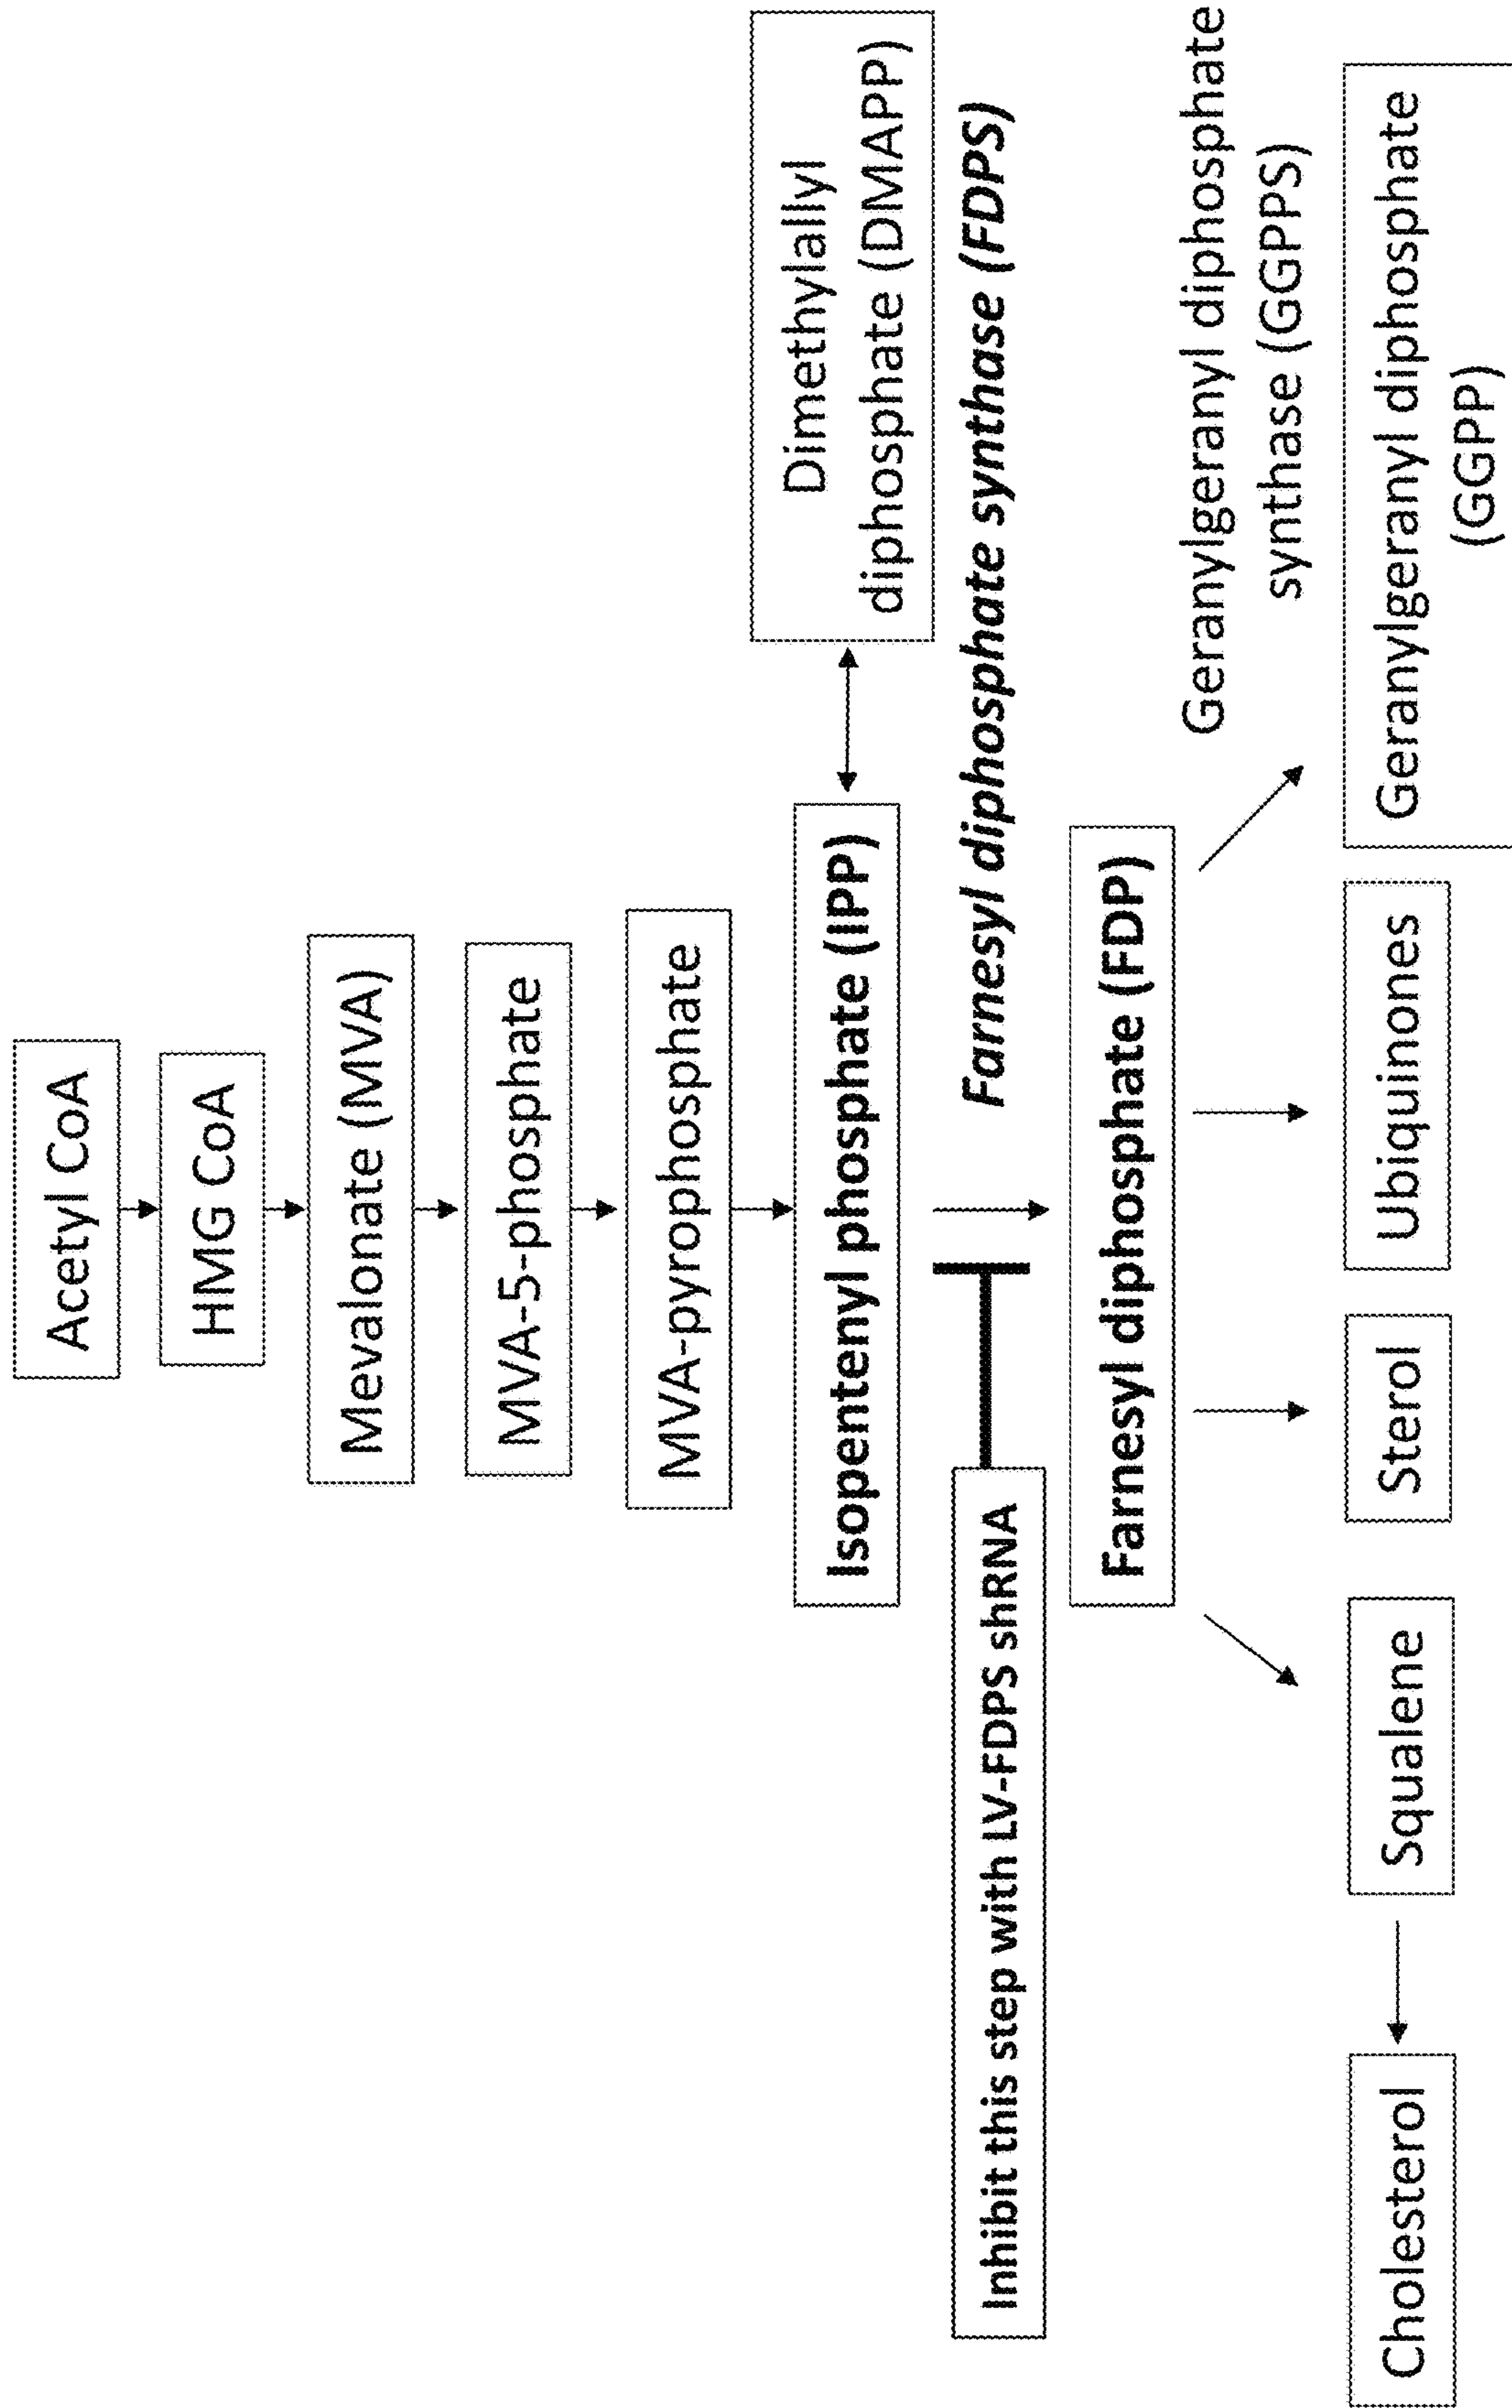 Acetyl CoA
HMG CoA
Mevalonate (MVA)
MVA-5-phosphate
MVA-pyrophosphate
Isopentenyl phosphate (IPP)
Dimethylallyl
diphosphate (DMAPP)
Inhibit this step with LV-FDPS shRNA
Farnesyl diphosphate synthase (FDPS)
Farnesyl diphosphate (FDP)
Geranylgeranyl diphosphate
synthase (GGPPS)
Cholesterol
Squalene
Sterol
Ubiquinones
Geranylgeranyl diphosphate
(GGPP)